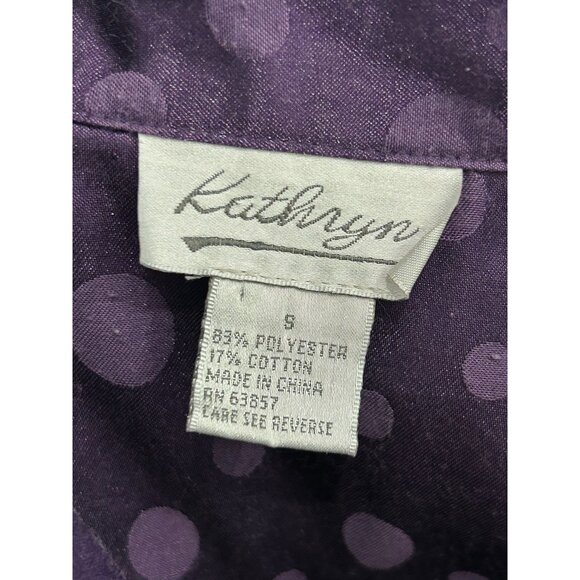 Kathryn
S
83% POLYESTER
17% COTTON
MADE IN CHINA
RN 63857
CARE SEE REVERSE